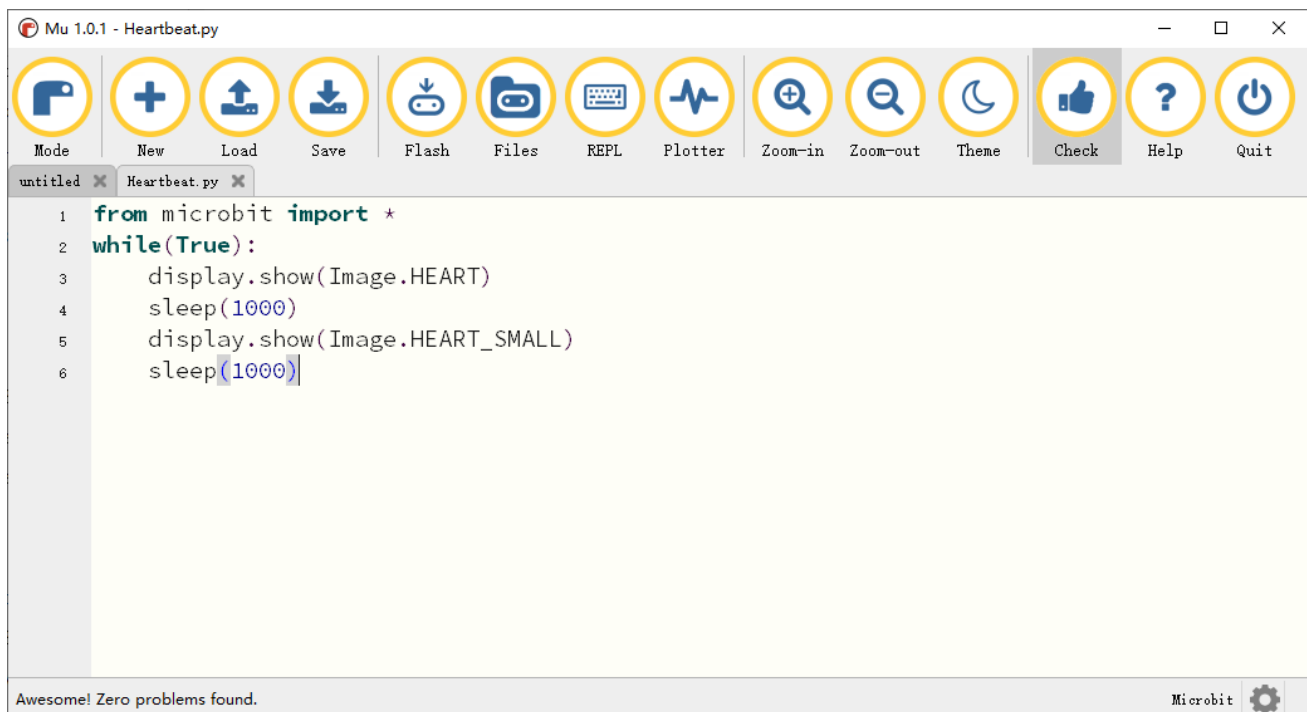 Mu 1.0.1 - Heartbeat.py
Mode New Load Save Flash Files REPL Plotter Zoom-in Zoom-out Theme Check Help Quit
untitled Heartbeat.py
1 from microbit import *
2 while(True):
3     display.show(Image.HEART)
4     sleep(1000)
5     display.show(Image.HEART_SMALL)
6     sleep(1000)
Awesome! Zero problems found. Microbit